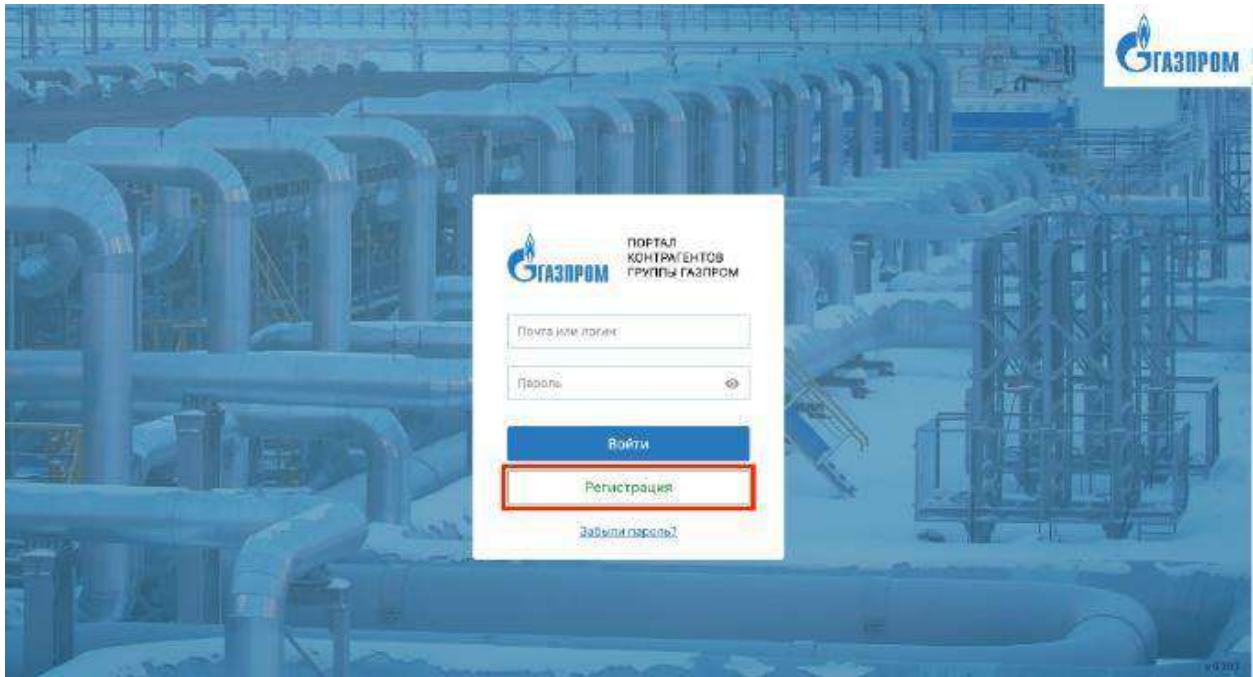 ГАЗПРОМ
ГАЗПРОМ
ПОРТАЛ
КОНТРАГЕНТОВ
ГРУППЫ ГАЗПРОМ
Почта или логин
Пароль
Войти
Регистрация
Забыли пароль?